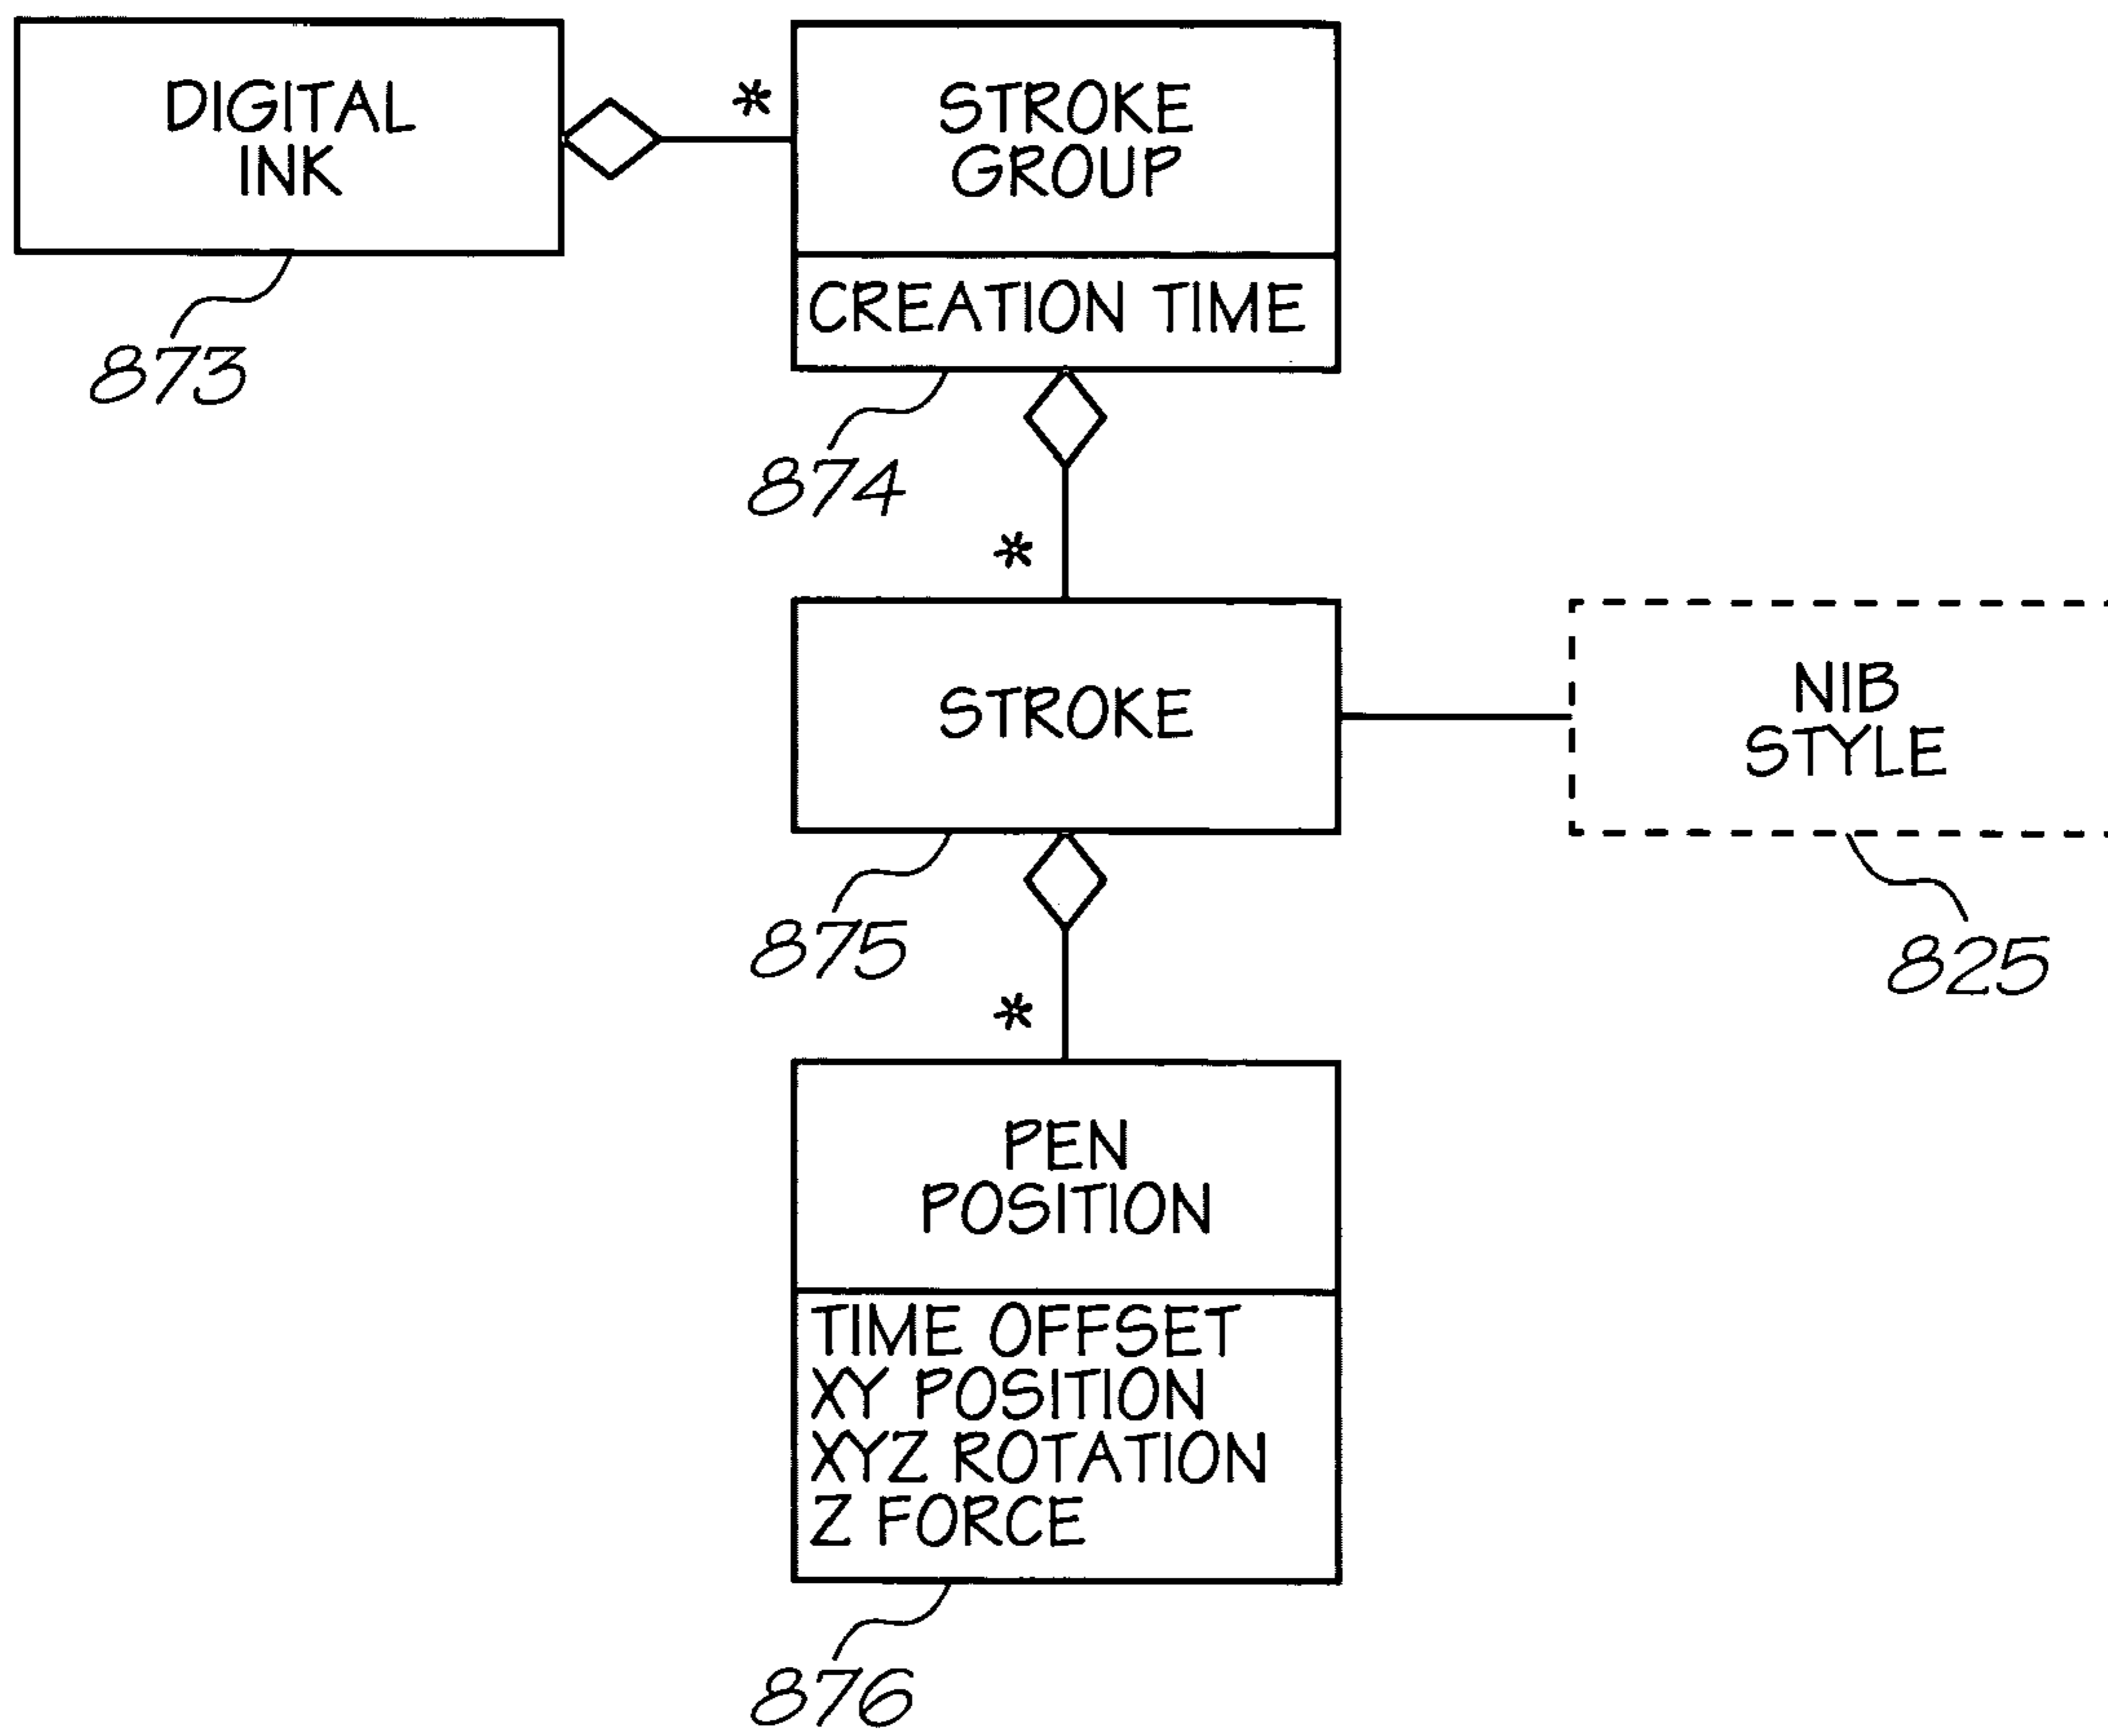 DIGITAL
INK
873
*
STROKE
GROUP
CREATION TIME
874
*
STROKE
875
NIB
STYLE
825
*
PEN
POSITION
TIME OFFSET
XY POSITION
XYZ ROTATION
Z FORCE
876